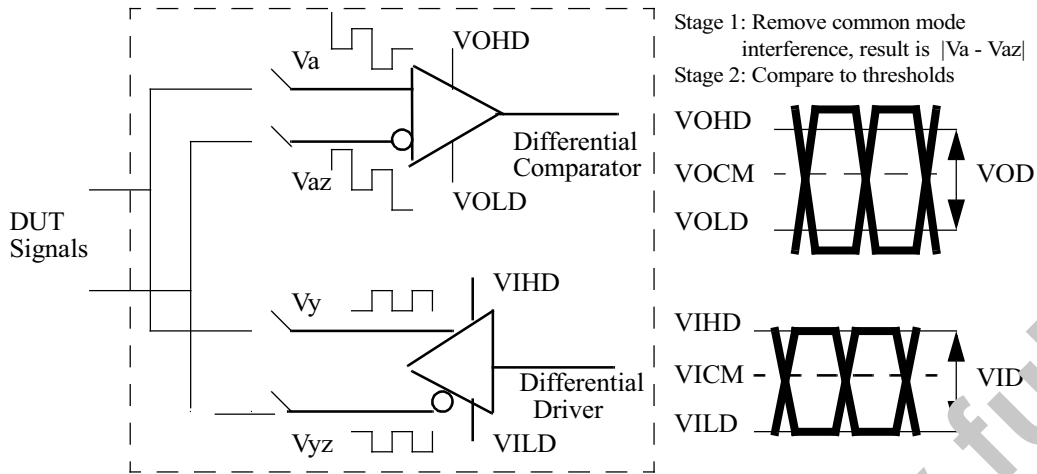 Stage 1: Remove common mode
interference, result is |Va - Vaz|
Stage 2: Compare to thresholds
Va
VOHD
Differential
Comparator
Vaz
VOLD
DUT
Signals
Vy
VIHD
Differential
Driver
Vyz
VILD
VOHD
VOCM
VOD
VOLD
VIHD
VICM
VID
VILD